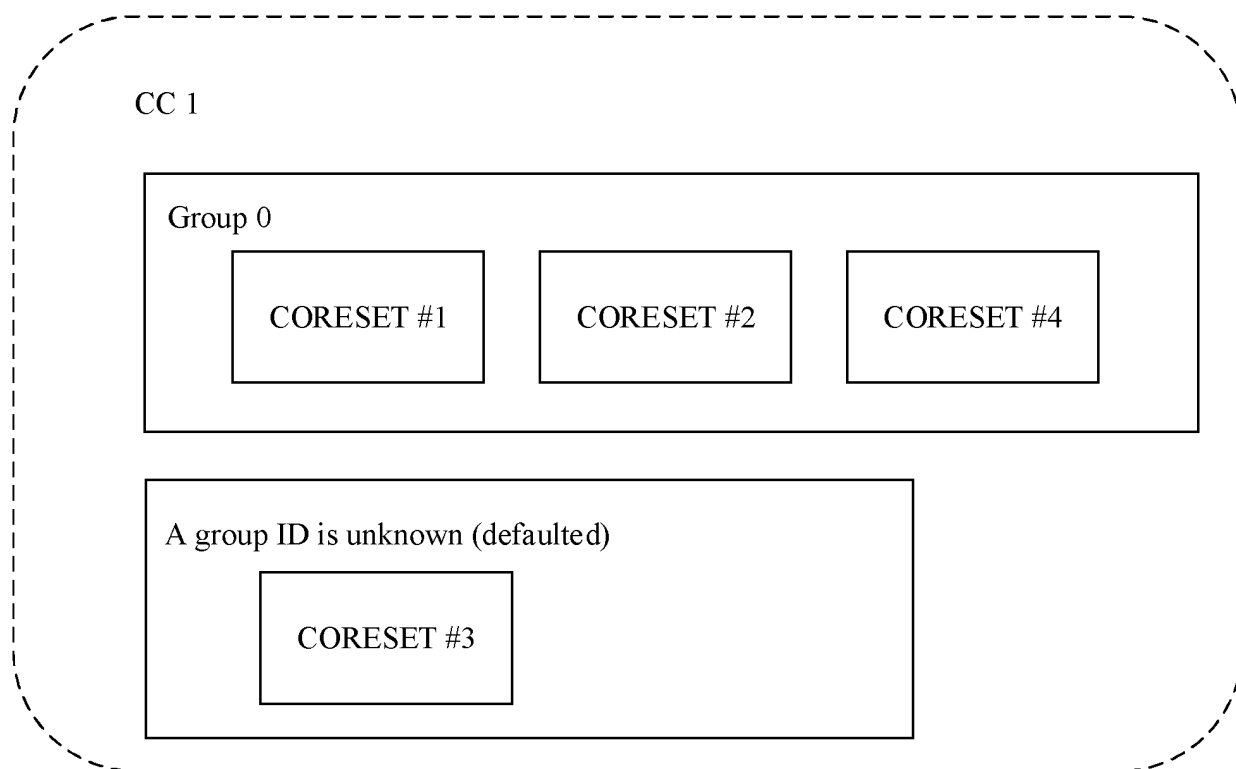 CC 1
Group 0
CORESET #1
CORESET #2
CORESET #4
A group ID is unknown (defaulted)
CORESET #3